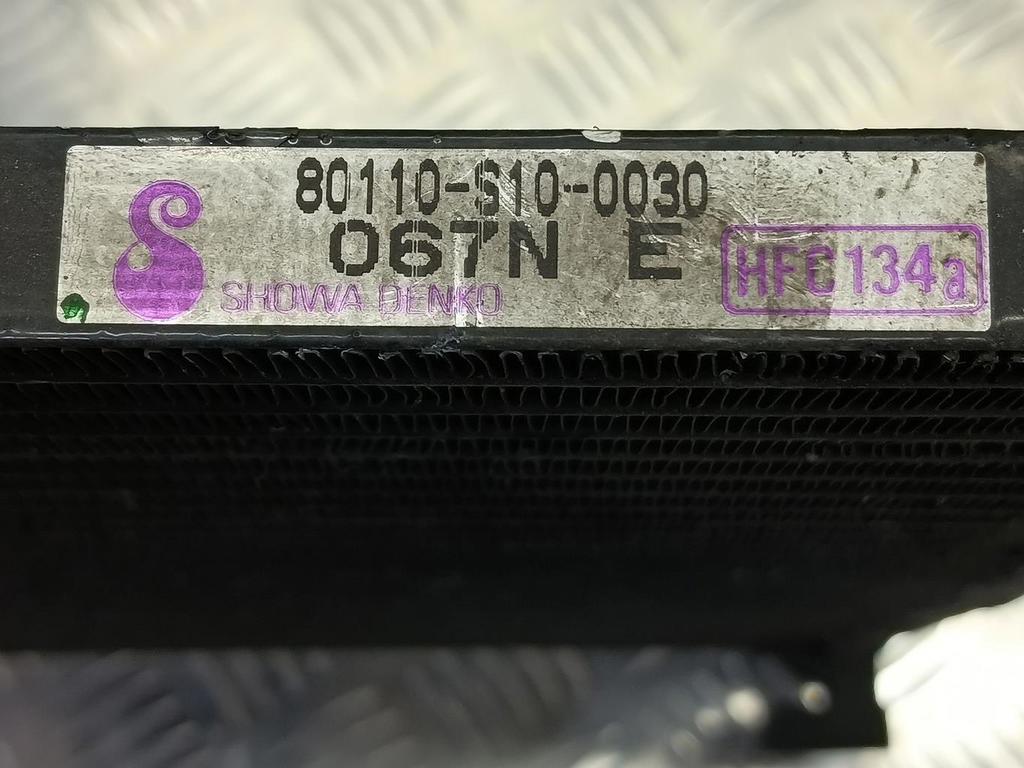 80110-S10-0030
067N E
SHOWA DENKO
HFC134a